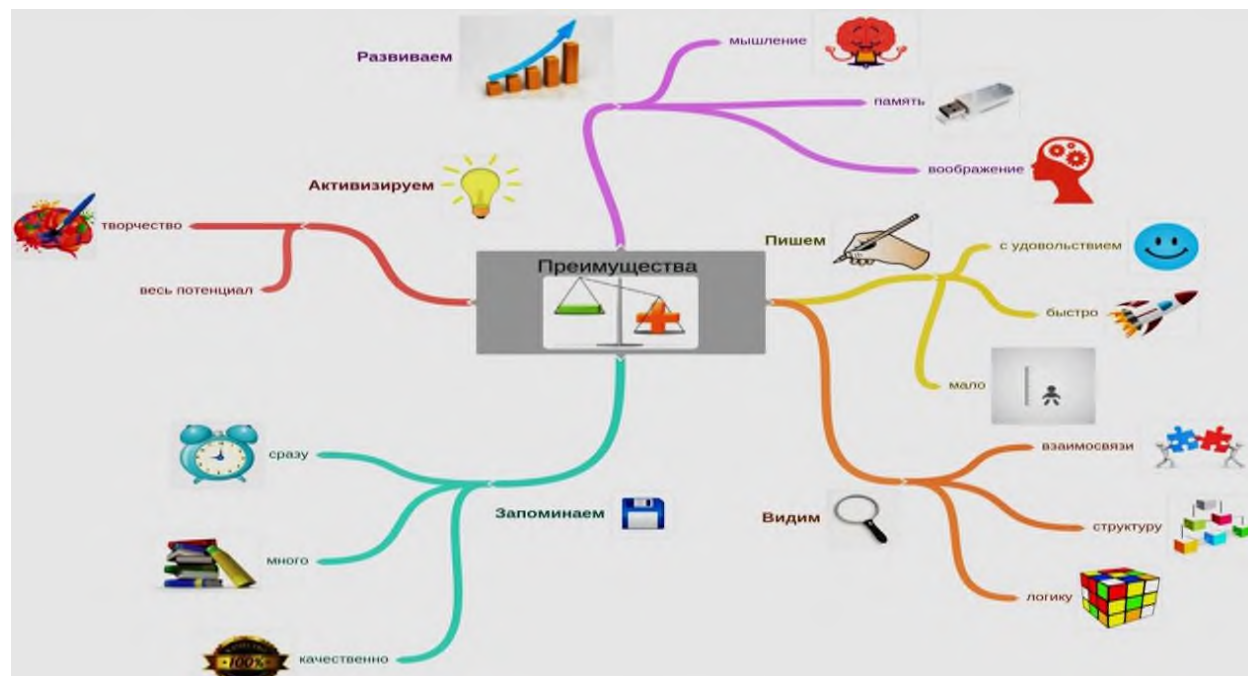 Развиваем
мышление
память
воображение
Активизируем
творчество
весь потенциал
Преимущества
Пишем
с удовольствием
быстро
мало
взаимосвязи
Видим
структуру
логику
Запоминаем
сразу
много
качественно
100%